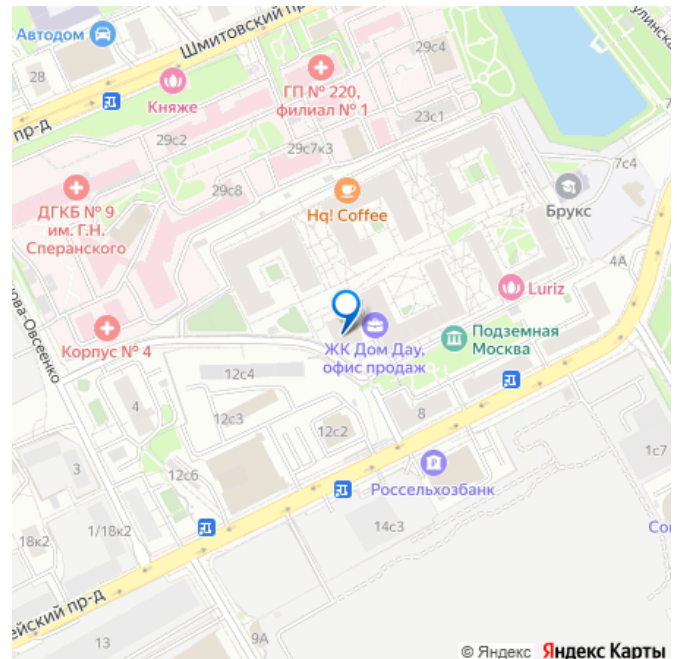 Автодом
Шмитовский пр-д
28
Княже
пр-д
29с4
ГП № 220,
филиал № 1
23с1
29с2
29с7к3
29с8
ДГКБ № 9
им. Г.Н.
Сперанского
Hq! Coffee
7с4
Брукс
4А
Luriz
Корпус № 4
ЖК Дом Дау,
офис продаж
Подземная
Москва
12с4
4
12с3
8
12с2
3
12с6
Россельхозбанк
1с7
18к2
1/18к2
14с3
13
9А
© Яндекс Яндекс Карты